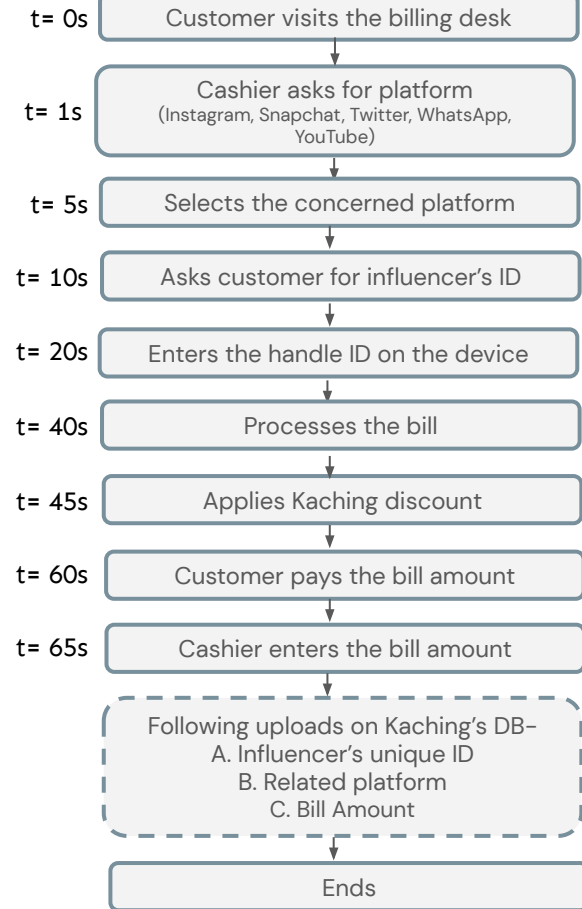 t= 0s Customer visits the billing desk
t= 1s Cashier asks for platform
(Instagram, Snapchat, Twitter, WhatsApp,
YouTube)
t= 5s Selects the concerned platform
t= 10s Asks customer for influencer's ID
t= 20s Enters the handle ID on the device
t= 40s Processes the bill
t= 45s Applies Kaching discount
t= 60s Customer pays the bill amount
t= 65s Cashier enters the bill amount
Following uploads on Kaching's DB-
A. Influencer's unique ID
B. Related platform
C. Bill Amount
Ends